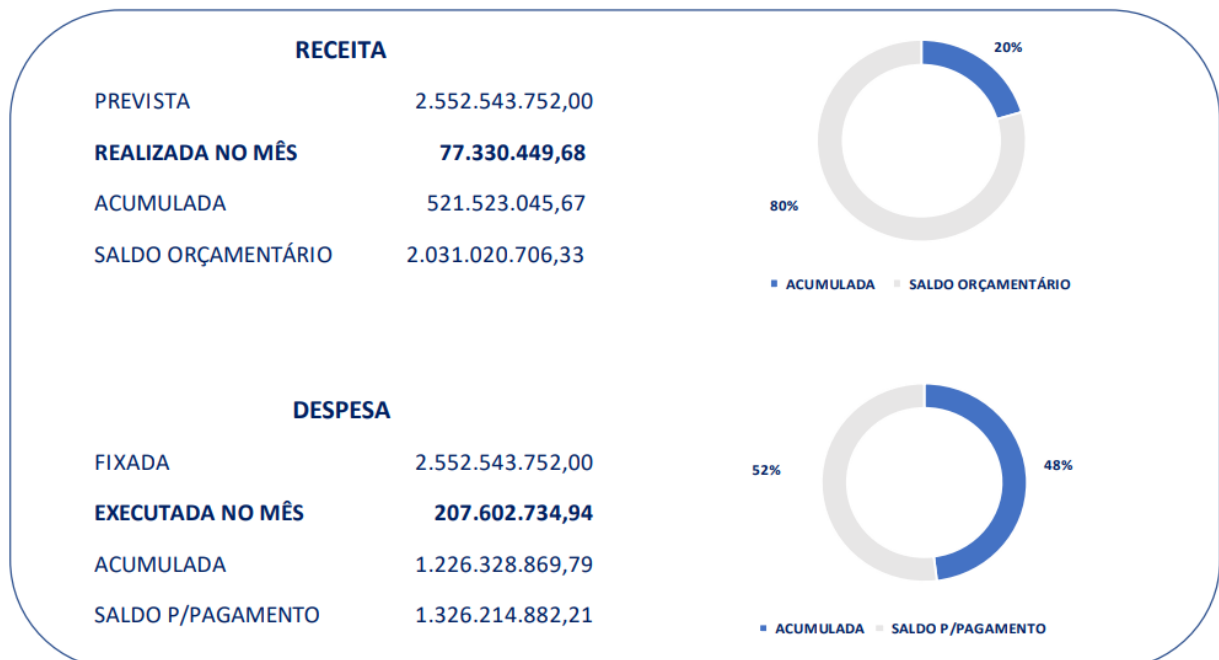 RECEITA
PREVISTA 2.552.543.752,00
REALIZADA NO MÊS 77.330.449,68
ACUMULADA 521.523.045,67
SALDO ORÇAMENTÁRIO 2.031.020.706,33
20%
80%
ACUMULADA SALDO ORÇAMENTÁRIO
DESPESA
FIXADA 2.552.543.752,00
EXECUTADA NO MÊS 207.602.734,94
ACUMULADA 1.226.328.869,79
SALDO P/PAGAMENTO 1.326.214.882,21
52%
48%
ACUMULADA SALDO P/PAGAMENTO